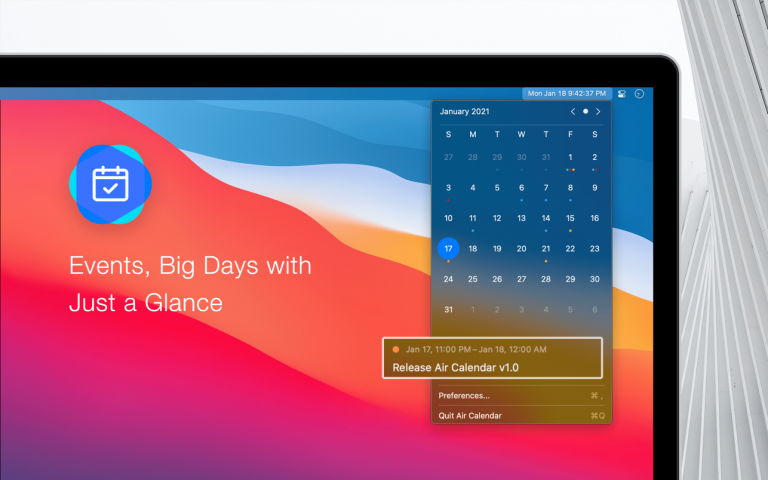 Mon Jan 18 9:42:37 PM
January 2021
S M T W T F S
27 28 29 30 31 1 2
3 4 5 6 7 8 9
10 11 12 13 14 15 16
17 18 19 20 21 22 23
24 25 26 27 28 29 30
31 1 2 3 4 5 6
Events, Big Days with
Just a Glance
Jan 17, 11:00 PM – Jan 18, 12:00 AM
Release Air Calendar v1.0
Preferences... ⌘ ,
Quit Air Calendar ⌘Q